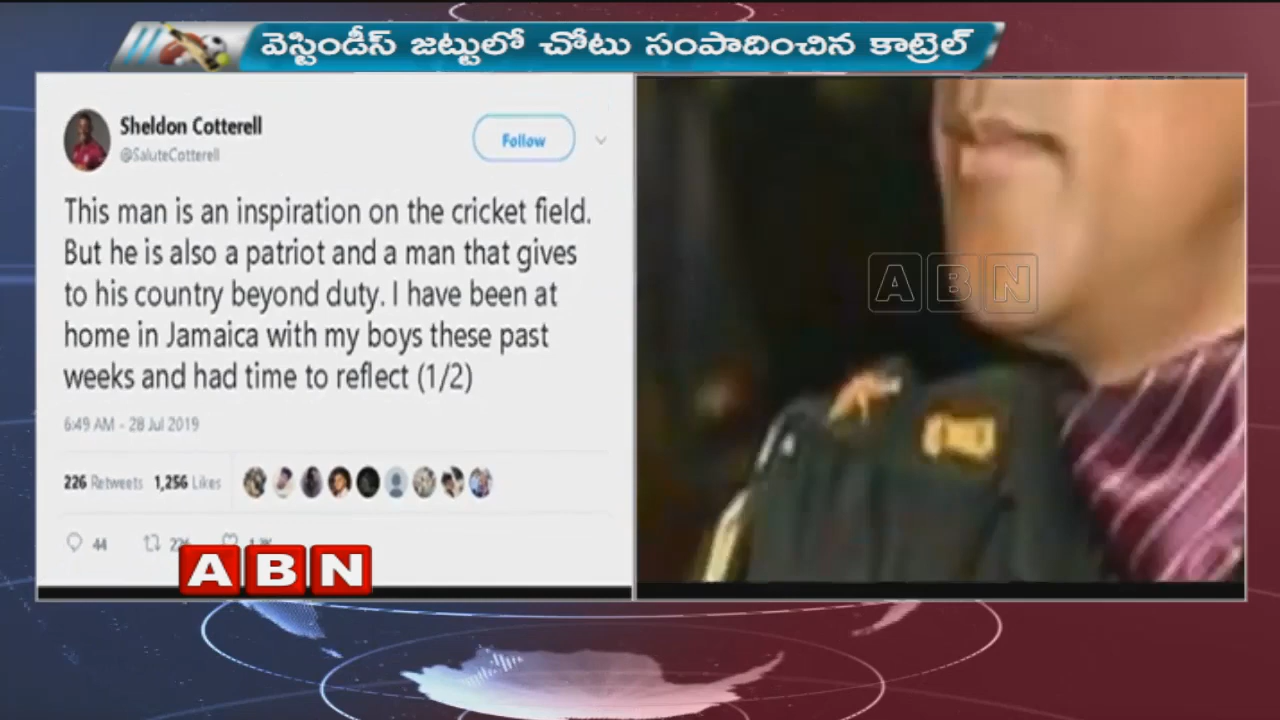 వెస్టిండీస్ జట్టులో చోటు సంపాదించిన కాట్రెల్
Sheldon Cotterell
@SaluteCotterell
Follow
This man is an inspiration on the cricket field.
But he is also a patriot and a man that gives
to his country beyond duty. I have been at
home in Jamaica with my boys these past
weeks and had time to reflect (1/2)
6:49 AM - 28 Jul 2019
226 Retweets 1,256 Likes
44
ABN
ABN